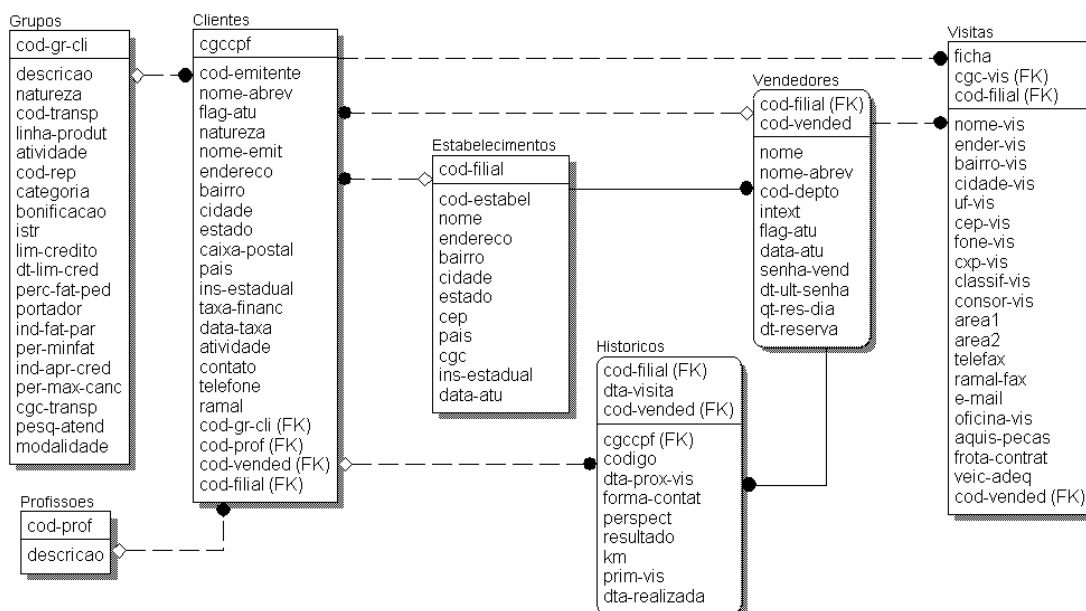 Grupos
cod-gr-cli
descricao
natureza
cod-transp
linha-produt
atividade
cod-rep
categoria
bonificacao
istr
lim-credito
dt-lim-cred
perc-fat-ped
portador
ind-fat-par
per-minfat
ind-apr-cred
per-max-canc
cgc-transp
pesq-atend
modalidade
Profissoes
cod-prof
descricao
Clientes
cgccpf
cod-emitente
nome-abrev
flag-atu
natureza
nome-emit
endereco
bairro
cidade
estado
caixa-postal
pais
ins-estadual
taxa-financ
data-taxa
atividade
contato
telefone
ramal
cod-gr-cli (FK)
cod-prof (FK)
cod-vended (FK)
cod-filial (FK)
Estabelecimentos
cod-filial
cod-estabel
nome
endereco
bairro
cidade
estado
cep
pais
cgc
ins-estadual
data-atu
Historicos
cod-filial (FK)
dta-visita
cod-vended (FK)
cgccpf (FK)
codigo
dta-prox-vis
forma-contat
perspect
resultado
km
prim-vis
dta-realizada
Vendedores
cod-filial (FK)
cod-vended
nome
nome-abrev
cod-depto
intext
flag-atu
data-atu
senha-vend
dt-ult-senha
qt-res-dia
dt-reserva
Visitas
ficha
cgc-vis (FK)
cod-filial (FK)
nome-vis
ender-vis
bairro-vis
cidade-vis
uf-vis
cep-vis
fone-vis
cxp-vis
classif-vis
consor-vis
area1
area2
telefax
ramal-fax
e-mail
oficina-vis
aquis-pecas
frota-contrat
veic-adeq
cod-vended (FK)